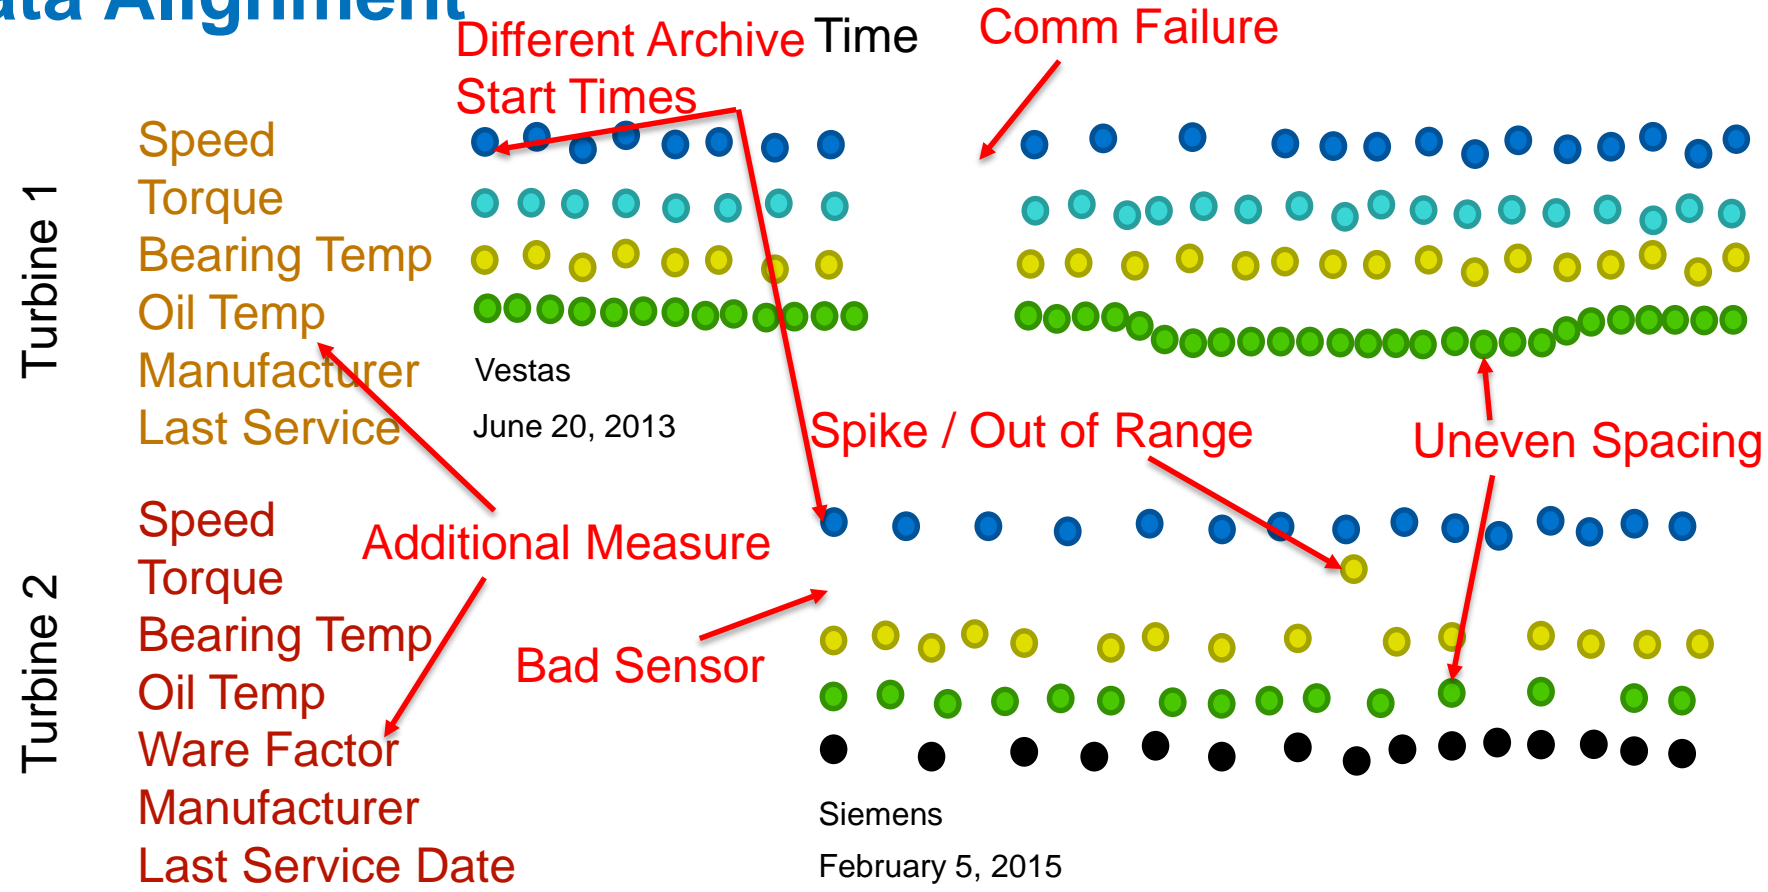 ata Alignment
Different Archive
Start Times
Time
Comm Failure
Turbine 1
Speed
Torque
Bearing Temp
Oil Temp
Manufacturer
Vestas
Last Service
June 20, 2013
Spike / Out of Range
Uneven Spacing
Additional Measure
Bad Sensor
Turbine 2
Speed
Torque
Bearing Temp
Oil Temp
Ware Factor
Manufacturer
Siemens
Last Service Date
February 5, 2015